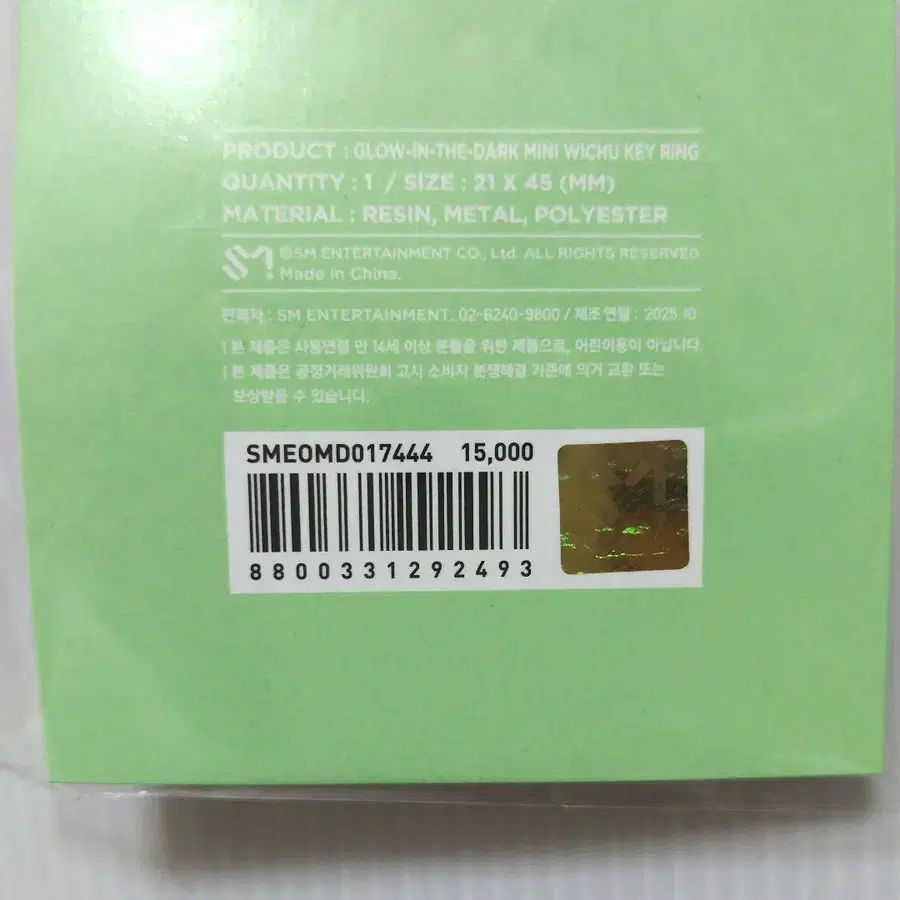 PRODUCT : GLOW-IN-THE-DARK MINI WICHU KEY RING
QUANTITY : 1 / SIZE : 21 X 45 (MM)
MATERIAL : RESIN, METAL, POLYESTER
SM ©SM ENTERTAINMENT CO., Ltd. ALL RIGHTS RESERVED
Made in China.
판매자 : SM ENTERTAINMENT. 02-6240-9800 / 제조연월 : 2025.10
| 본 제품은 사용연령 만 14세 이상 분들을 위한 제품으로, 어린이용이 아닙니다.
| 본 제품은 공정거래위원회 고시 소비자 분쟁해결 기준에 의거 교환 또는
보상받을 수 있습니다.
SMEOMD017444 15,000
8800331292493